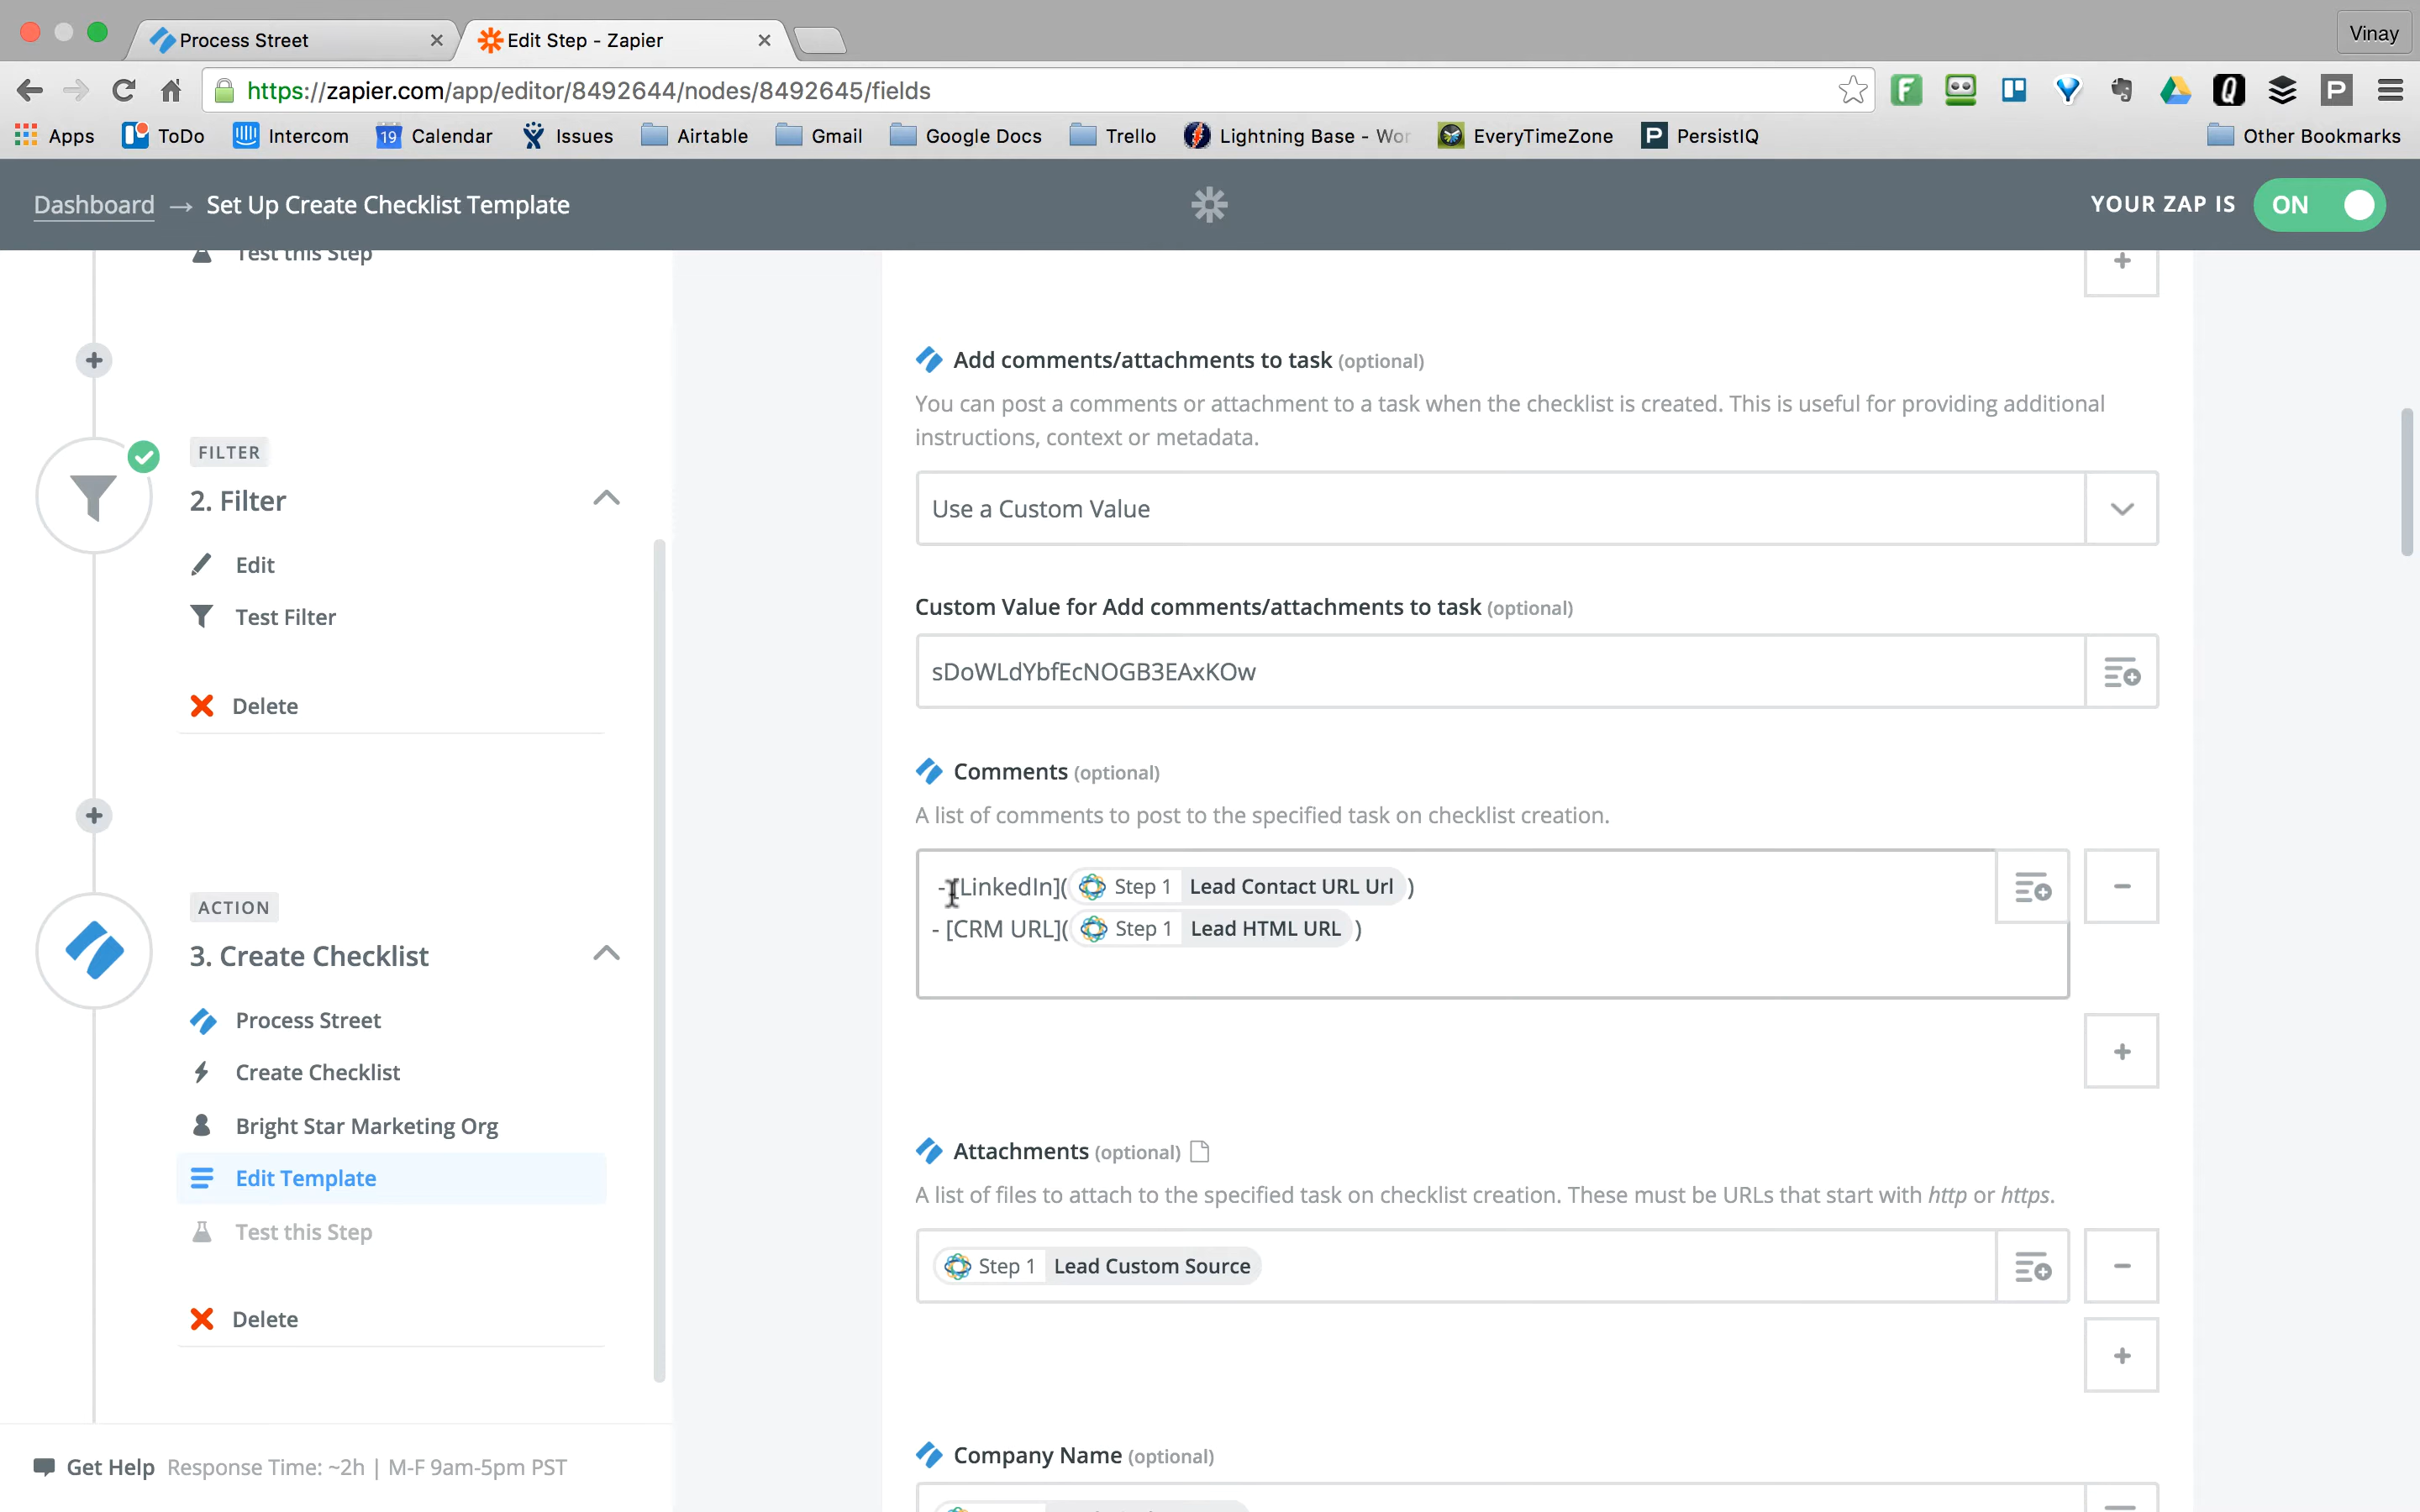 Process Street
Edit Step - Zapier
Vinay
https://zapier.com/app/editor/8492644/nodes/8492645/fields
Apps ToDo Intercom 19 Calendar Issues Airtable Gmail Google Docs Trello Lightning Base - Wor EveryTimeZone P PersistIQ Other Bookmarks
Dashboard → Set Up Create Checklist Template
YOUR ZAP IS ON
Test this Step
FILTER
2. Filter
Edit
Test Filter
Delete
ACTION
3. Create Checklist
Process Street
Create Checklist
Bright Star Marketing Org
Edit Template
Test this Step
Delete
Get Help Response Time: ~2h | M-F 9am-5pm PST
Add comments/attachments to task (optional)
You can post a comments or attachment to a task when the checklist is created. This is useful for providing additional
instructions, context or metadata.
Use a Custom Value
Custom Value for Add comments/attachments to task (optional)
sDoWLdYbfEcNOGB3EAxKOw
Comments (optional)
A list of comments to post to the specified task on checklist creation.
- [LinkedIn]( Step 1 Lead Contact URL Url )
- [CRM URL]( Step 1 Lead HTML URL )
Attachments (optional)
A list of files to attach to the specified task on checklist creation. These must be URLs that start with http or https.
Step 1 Lead Custom Source
Company Name (optional)